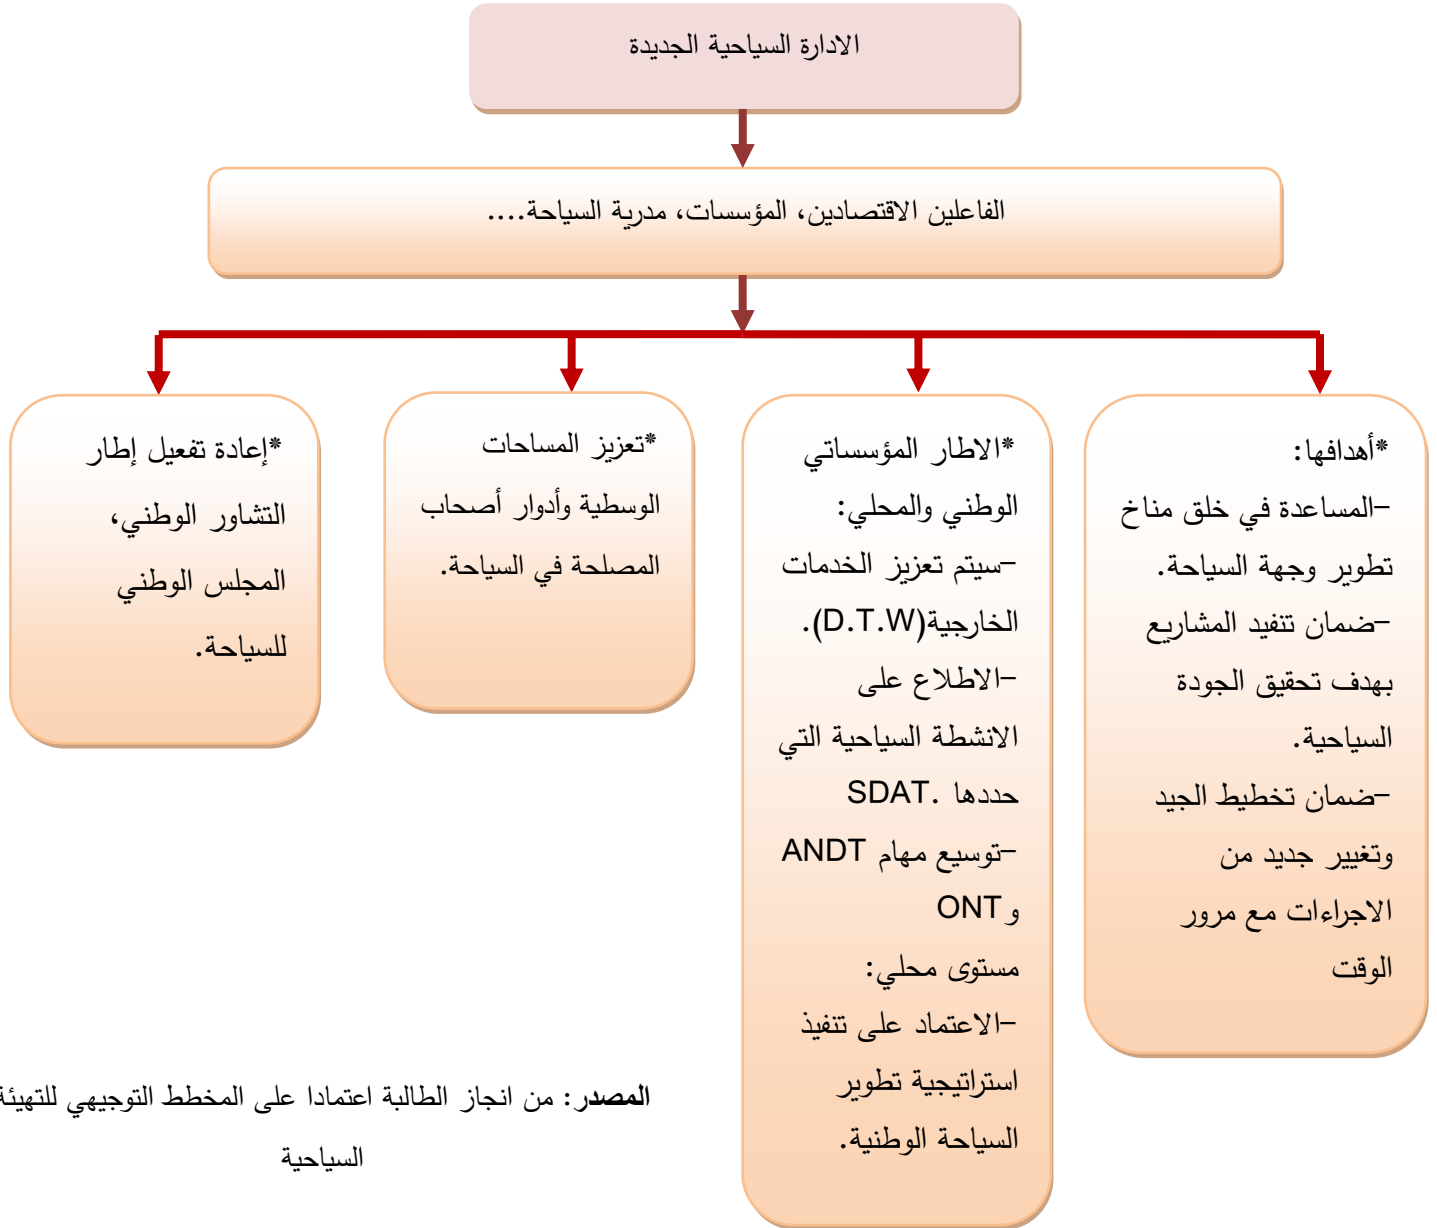 الادارة السياحية الجديدة
الفاعلين الاقتصادين، المؤسسات، مدرية السياحة....
*أهدافها:
-المساعدة في خلق مناخ
تطوير وجهة السياحة.
-ضمان تنفيد المشاريع
بهدف تحقيق الجودة
السياحية.
-ضمان تخطيط الجيد
وتغيير جديد من
الاجراءات مع مرور
الوقت
*الاطار المؤسساتي
الوطني والمحلي:
-سيتم تعزيز الخدمات
الخارجية(D.T.W).
-الاطلاع على
الانشطة السياحية التي
حددها .SDAT
-توسيع مهام ANDT
و ONT
مستوى محلي:
-الاعتماد على تنفيذ
استراتيجية تطوير
السياحة الوطنية.
*تعزيز المساحات
الوسطية وأدوار أصحاب
المصلحة في السياحة.
*إعادة تفعيل إطار
التشاور الوطني،
المجلس الوطني
للسياحة.
المصدر: من انجاز الطالبة اعتمادا على المخطط التوجيهي للتهيئة
السياحية